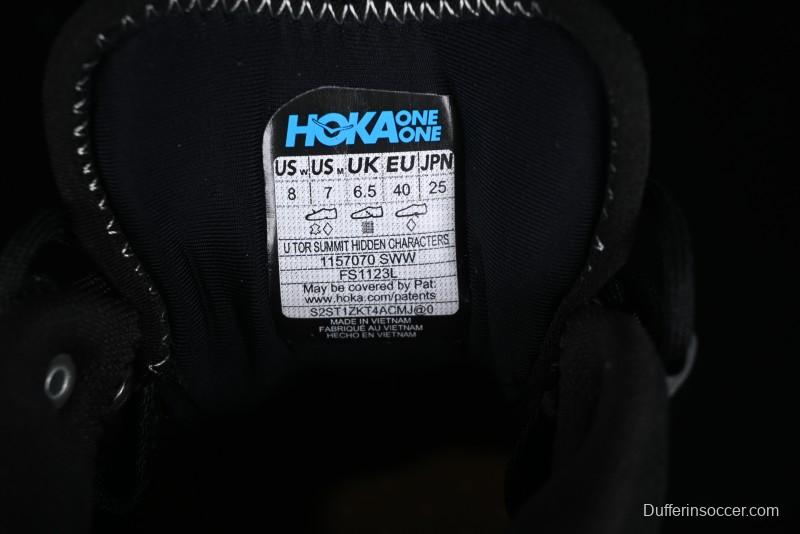 HOKA ONE ONE
US W US M UK EU JPN
8 7 6.5 40 25
U TOR SUMMIT HIDDEN CHARACTERS
1157070 SWW
FS1123L
May be covered by Pat:
www.hoka.com/patents
S2ST1ZKT4ACMJ@0
MADE IN VIETNAM
FABRIQUÉ AU VIETNAM
HECHO EN VIETNAM
Dufferinsoccer.com